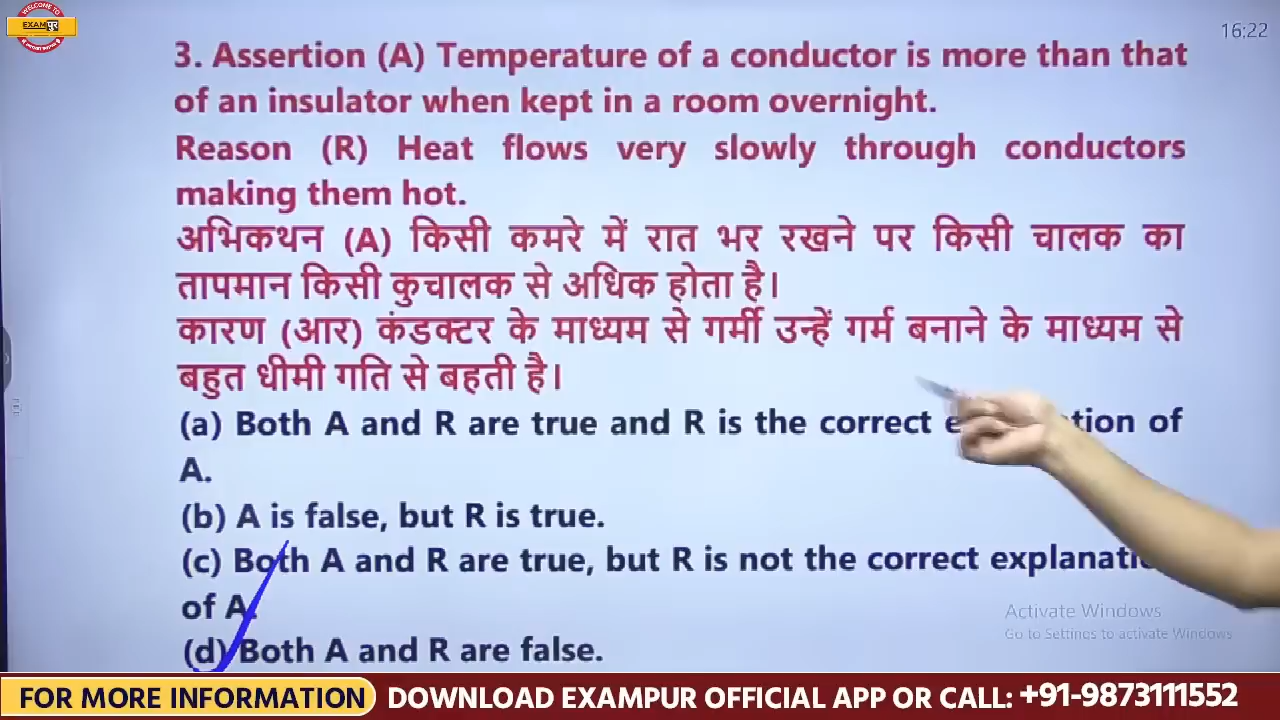 WELCOME TO
EXAMपुर
16:22
3. Assertion (A) Temperature of a conductor is more than that
of an insulator when kept in a room overnight.
Reason (R) Heat flows very slowly through conductors
making them hot.
अभिकथन (A) किसी कमरे में रात भर रखने पर किसी चालक का
तापमान किसी कुचालक से अधिक होता है।
कारण (आर) कंडक्टर के माध्यम से गर्मी उन्हें गर्म बनाने के माध्यम से
बहुत धीमी गति से बहती है।
(a) Both A and R are true and R is the correct of
A.
(b) A is false, but R is true.
(c) Both A and R are true, but R is not the correct
of A.
(d) Both A and R are false.
Activate Windows
Go to Settings to activate Windows
FOR MORE INFORMATION DOWNLOAD EXAMPUR OFFICIAL APP OR CALL: +91-9873111552